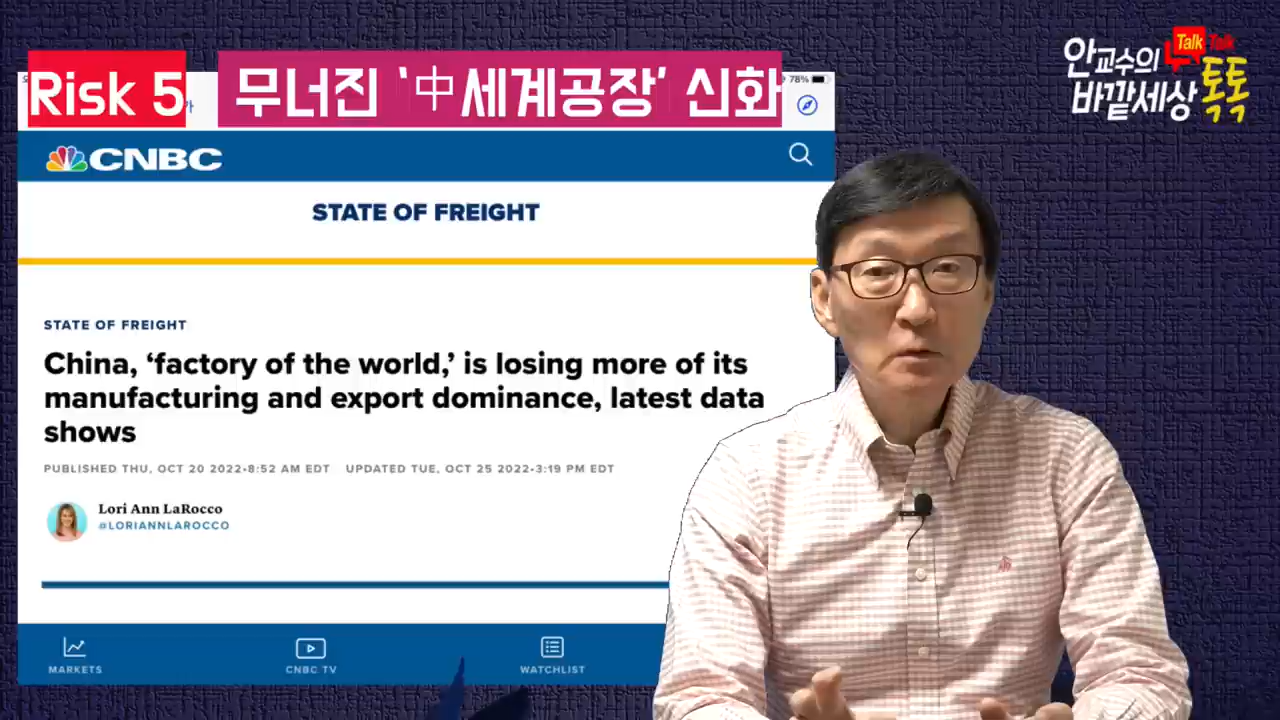 Risk 5
무너진 '中세계공장' 신화
78%
안교수의
Talk Talk
바깥세상 톡톡
CNBC
STATE OF FREIGHT
STATE OF FREIGHT
China, ‘factory of the world,’ is losing more of its
manufacturing and export dominance, latest data
shows
PUBLISHED THU, OCT 20 2022•8:52 AM EDT UPDATED TUE, OCT 25 2022•3:19 PM EDT
Lori Ann LaRocco
@LORIANNLAROCCO
MARKETS
CNBC TV
WATCHLIST